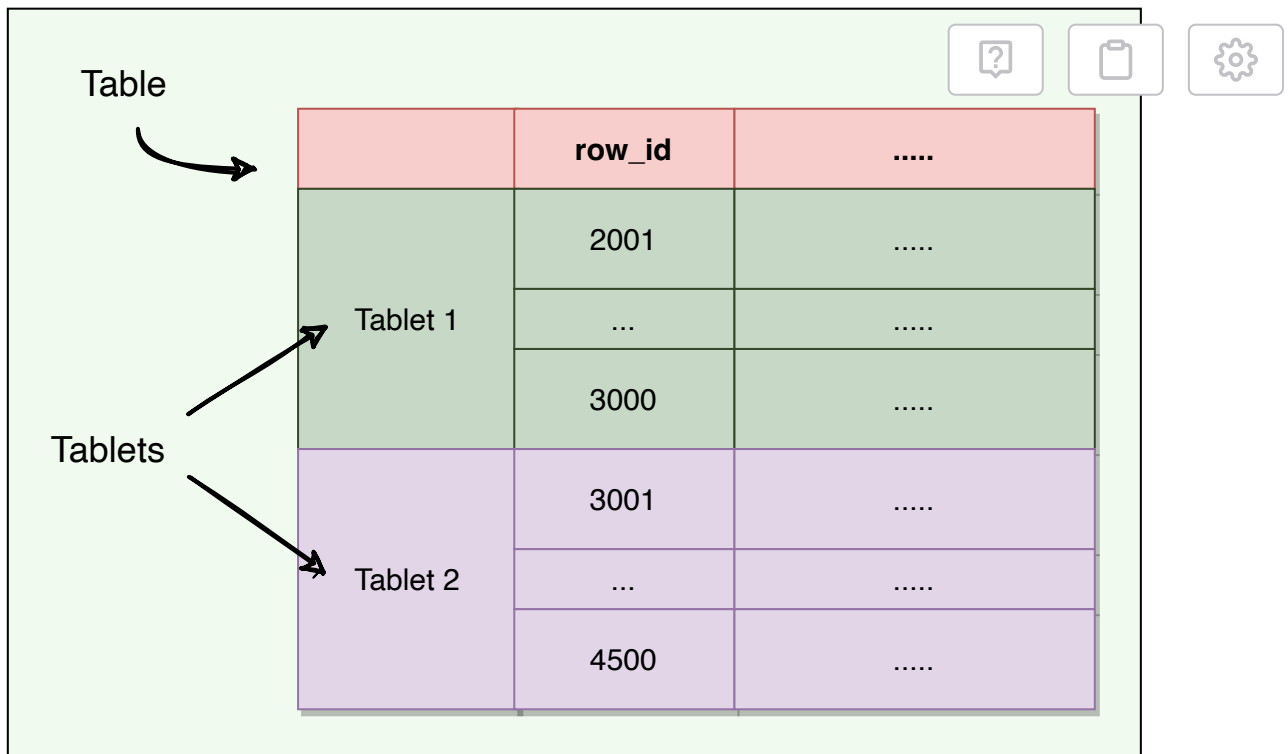 Table
row_id .....
2001 .....
Tablet 1
... .....
3000 .....
Tablets
3001 .....
Tablet 2
... .....
4500 .....